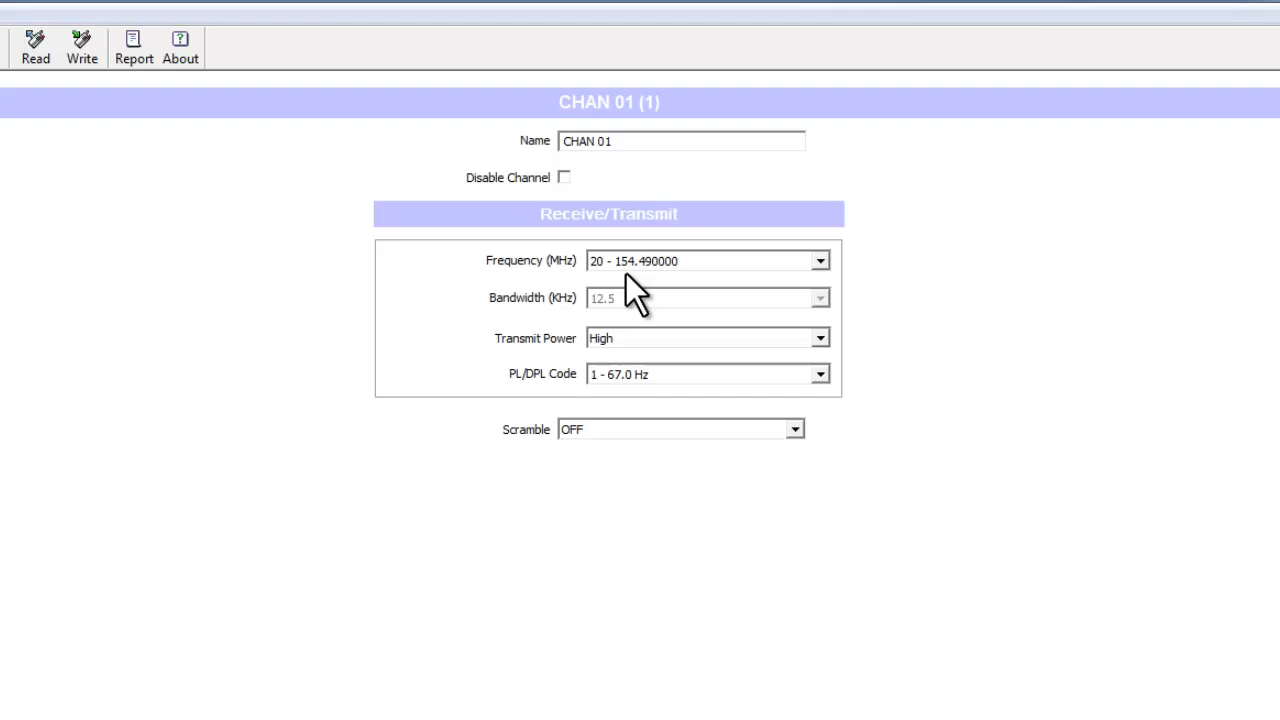 Read Write Report About
CHAN 01 (1)
Name CHAN 01
Disable Channel
Receive/Transmit
Frequency (MHz) 20 - 154.490000
Bandwidth (KHz) 12.5
Transmit Power High
PL/DPL Code 1 - 67.0 Hz
Scramble OFF